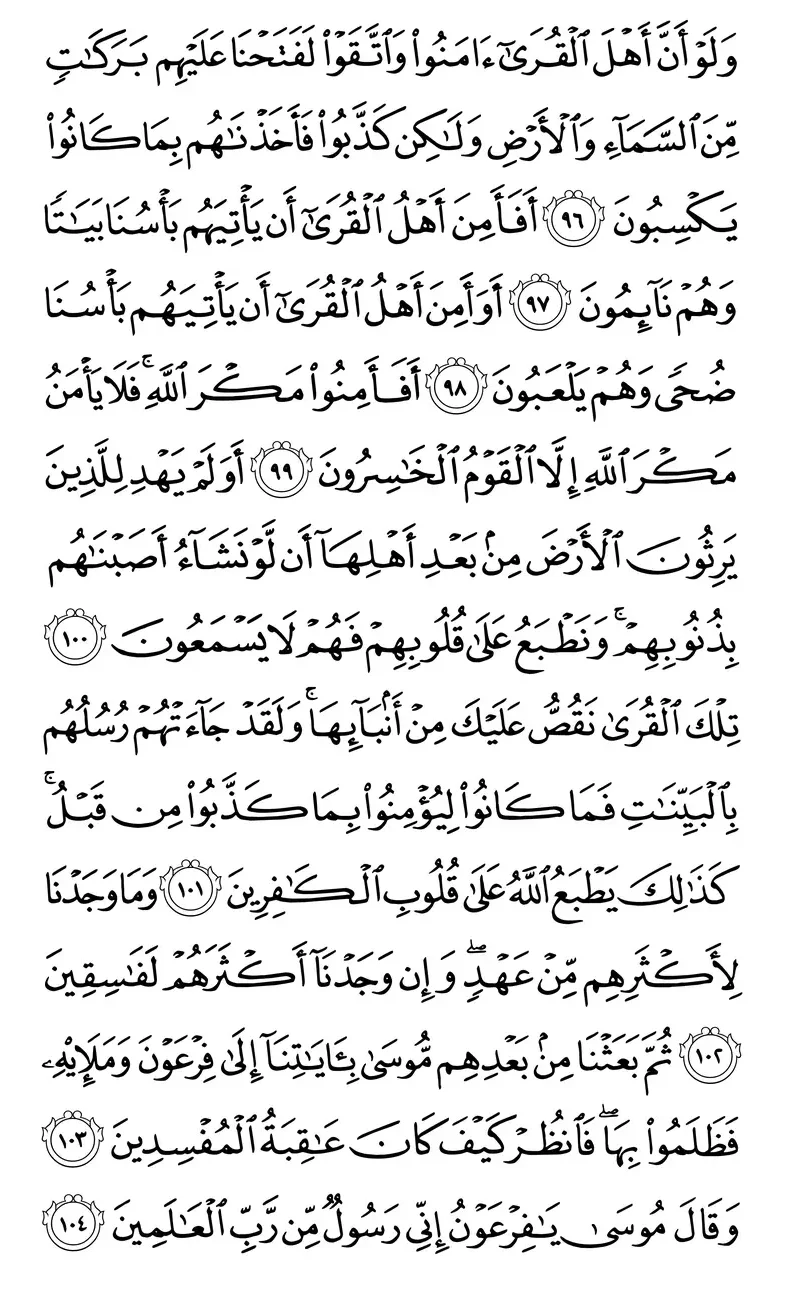 وَلَوۡ أَنَّ أَهۡلَ ٱلۡقُرَىٰٓ ءَامَنُواْ وَٱتَّقَوۡاْ لَفَتَحۡنَا عَلَيۡهِم بَرَكَٰتٖ
مِّنَ ٱلسَّمَآءِ وَٱلۡأَرۡضِ وَلَٰكِن كَذَّبُواْ فَأَخَذۡنَٰهُم بِمَا كَانُواْ
يَكۡسِبُونَ ٩٦ أَفَأَمِنَ أَهۡلُ ٱلۡقُرَىٰٓ أَن يَأۡتِيَهُم بَأۡسُنَا بَيَٰتٗا
وَهُمۡ نَآئِمُونَ ٩٧ أَوَأَمِنَ أَهۡلُ ٱلۡقُرَىٰٓ أَن يَأۡتِيَهُم بَأۡسُنَا
ضُحٗى وَهُمۡ يَلۡعَبُونَ ٩٨ أَفَأَمِنُواْ مَكۡرَ ٱللَّهِۚ فَلَا يَأۡمَنُ
مَكۡرَ ٱللَّهِ إِلَّا ٱلۡقَوۡمُ ٱلۡخَٰسِرُونَ ٩٩ أَوَلَمۡ يَهۡدِ لِلَّذِينَ
يَرِثُونَ ٱلۡأَرۡضَ مِنۢ بَعۡدِ أَهۡلِهَآ أَن لَّوۡ نَشَآءُ أَصَبۡنَٰهُم
بِذُنُوبِهِمۡۚ وَنَطۡبَعُ عَلَىٰ قُلُوبِهِمۡ فَهُمۡ لَا يَسۡمَعُونَ ١٠٠
تِلۡكَ ٱلۡقُرَىٰ نَقُصُّ عَلَيۡكَ مِنۡ أَنۢبَآئِهَاۚ وَلَقَدۡ جَآءَتۡهُمۡ رُسُلُهُم
بِٱلۡبَيِّنَٰتِ فَمَا كَانُواْ لِيُؤۡمِنُواْ بِمَا كَذَّبُواْ مِن قَبۡلُۚ
كَذَٰلِكَ يَطۡبَعُ ٱللَّهُ عَلَىٰ قُلُوبِ ٱلۡكَٰفِرِينَ ١٠١ وَمَا وَجَدۡنَا
لِأَكۡثَرِهِم مِّنۡ عَهۡدٖۖ وَإِن وَجَدۡنَآ أَكۡثَرَهُمۡ لَفَٰسِقِينَ
١٠٢ ثُمَّ بَعَثۡنَا مِنۢ بَعۡدِهِم مُّوسَىٰ بِـَٔايَٰتِنَآ إِلَىٰ فِرۡعَوۡنَ وَمَلَإِيْهِۦ
فَظَلَمُواْ بِهَاۖ فَٱنظُرۡ كَيۡفَ كَانَ عَٰقِبَةُ ٱلۡمُفۡسِدِينَ ١٠٣
وَقَالَ مُوسَىٰ يَٰفِرۡعَوۡنُ إِنِّي رَسُولٞ مِّن رَّبِّ ٱلۡعَٰلَمِينَ ١٠٤